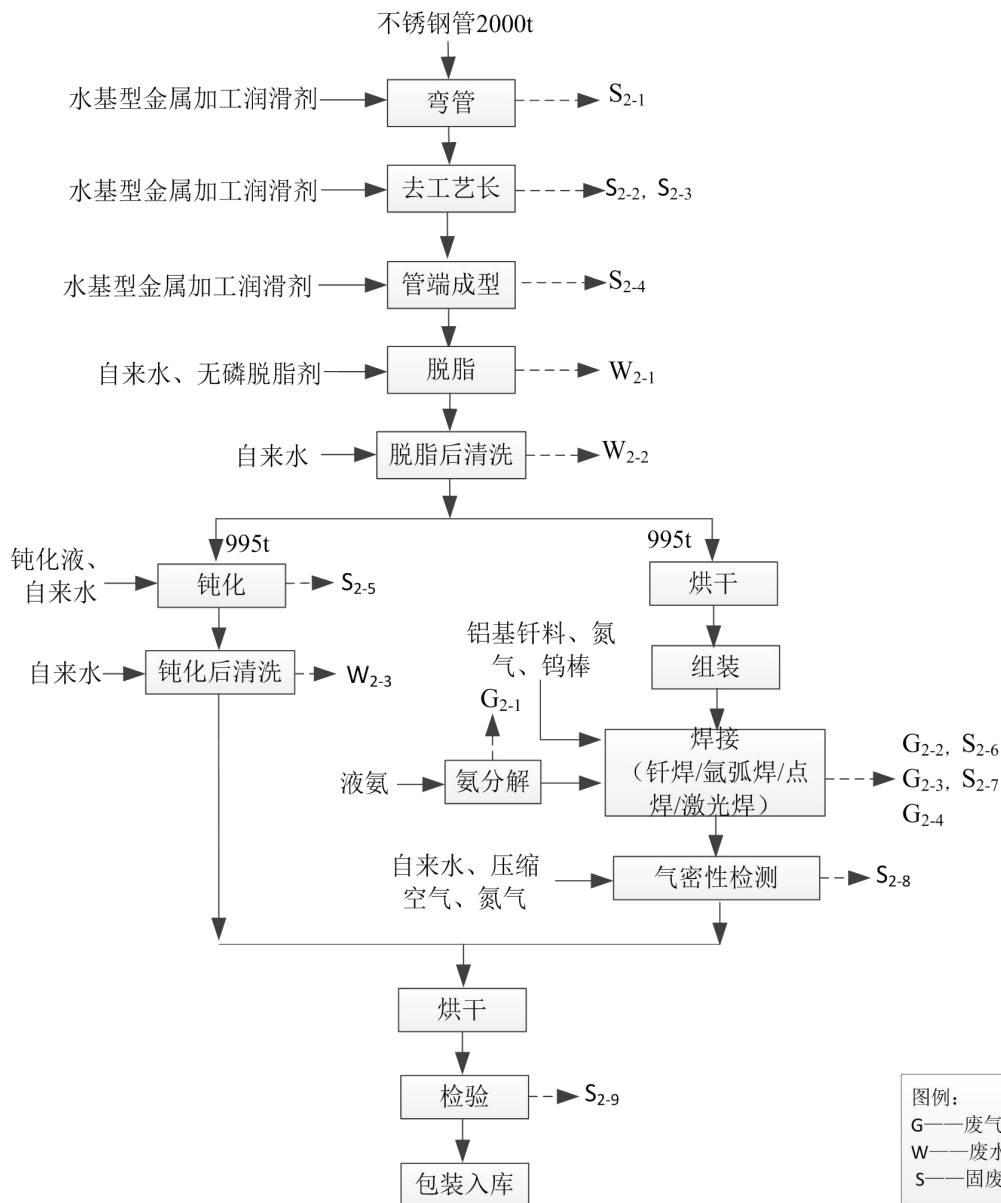 不锈钢管2000t
水基型金属加工润滑剂
弯管
S2-1
水基型金属加工润滑剂
去工艺长
S2-2，S2-3
水基型金属加工润滑剂
管端成型
S2-4
自来水、无磷脱脂剂
脱脂
W2-1
自来水
脱脂后清洗
W2-2
995t
995t
钝化液、
自来水
钝化
S2-5
烘干
自来水
钝化后清洗
W2-3
铝基钎料、氮
气、钨棒
组装
G2-1
液氨
氨分解
焊接
（钎焊/氩弧焊/点
焊/激光焊）
G2-2，S2-6
G2-3，S2-7
G2-4
自来水、压缩
空气、氮气
气密性检测
S2-8
烘干
检验
S2-9
包装入库
图例：
G——废气
W——废水
S——固废